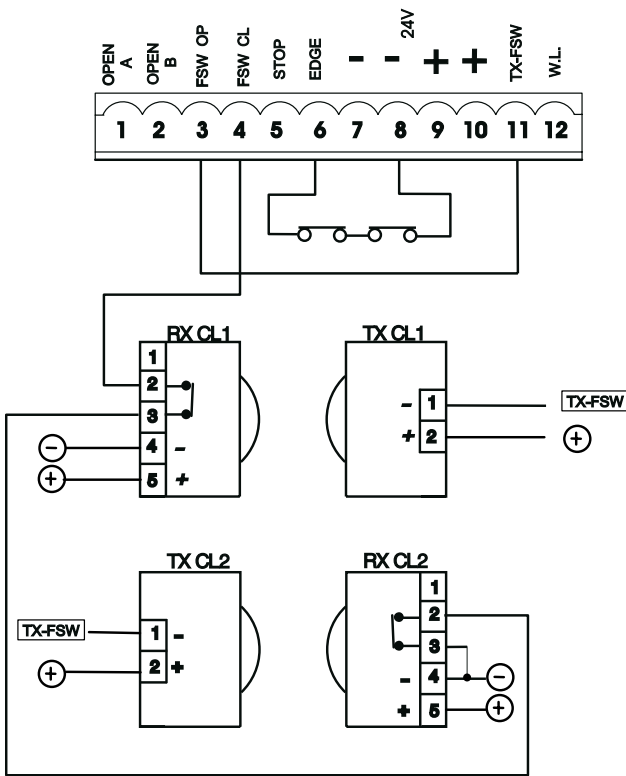 OPEN A
OPEN B
FSW OP
FSW CL
STOP
EDGE
-
-
24V
+
+
TX-FSW
W.L.
1 2 3 4 5 6 7 8 9 10 11 12
RX CL1
1
2
3
- 4 -
+ 5 +
TX CL1
- 1 TX-FSW
+ 2 +
TX CL2
TX-FSW 1 -
+ 2 +
RX CL2
1
2
3
- 4 -
+ 5 +